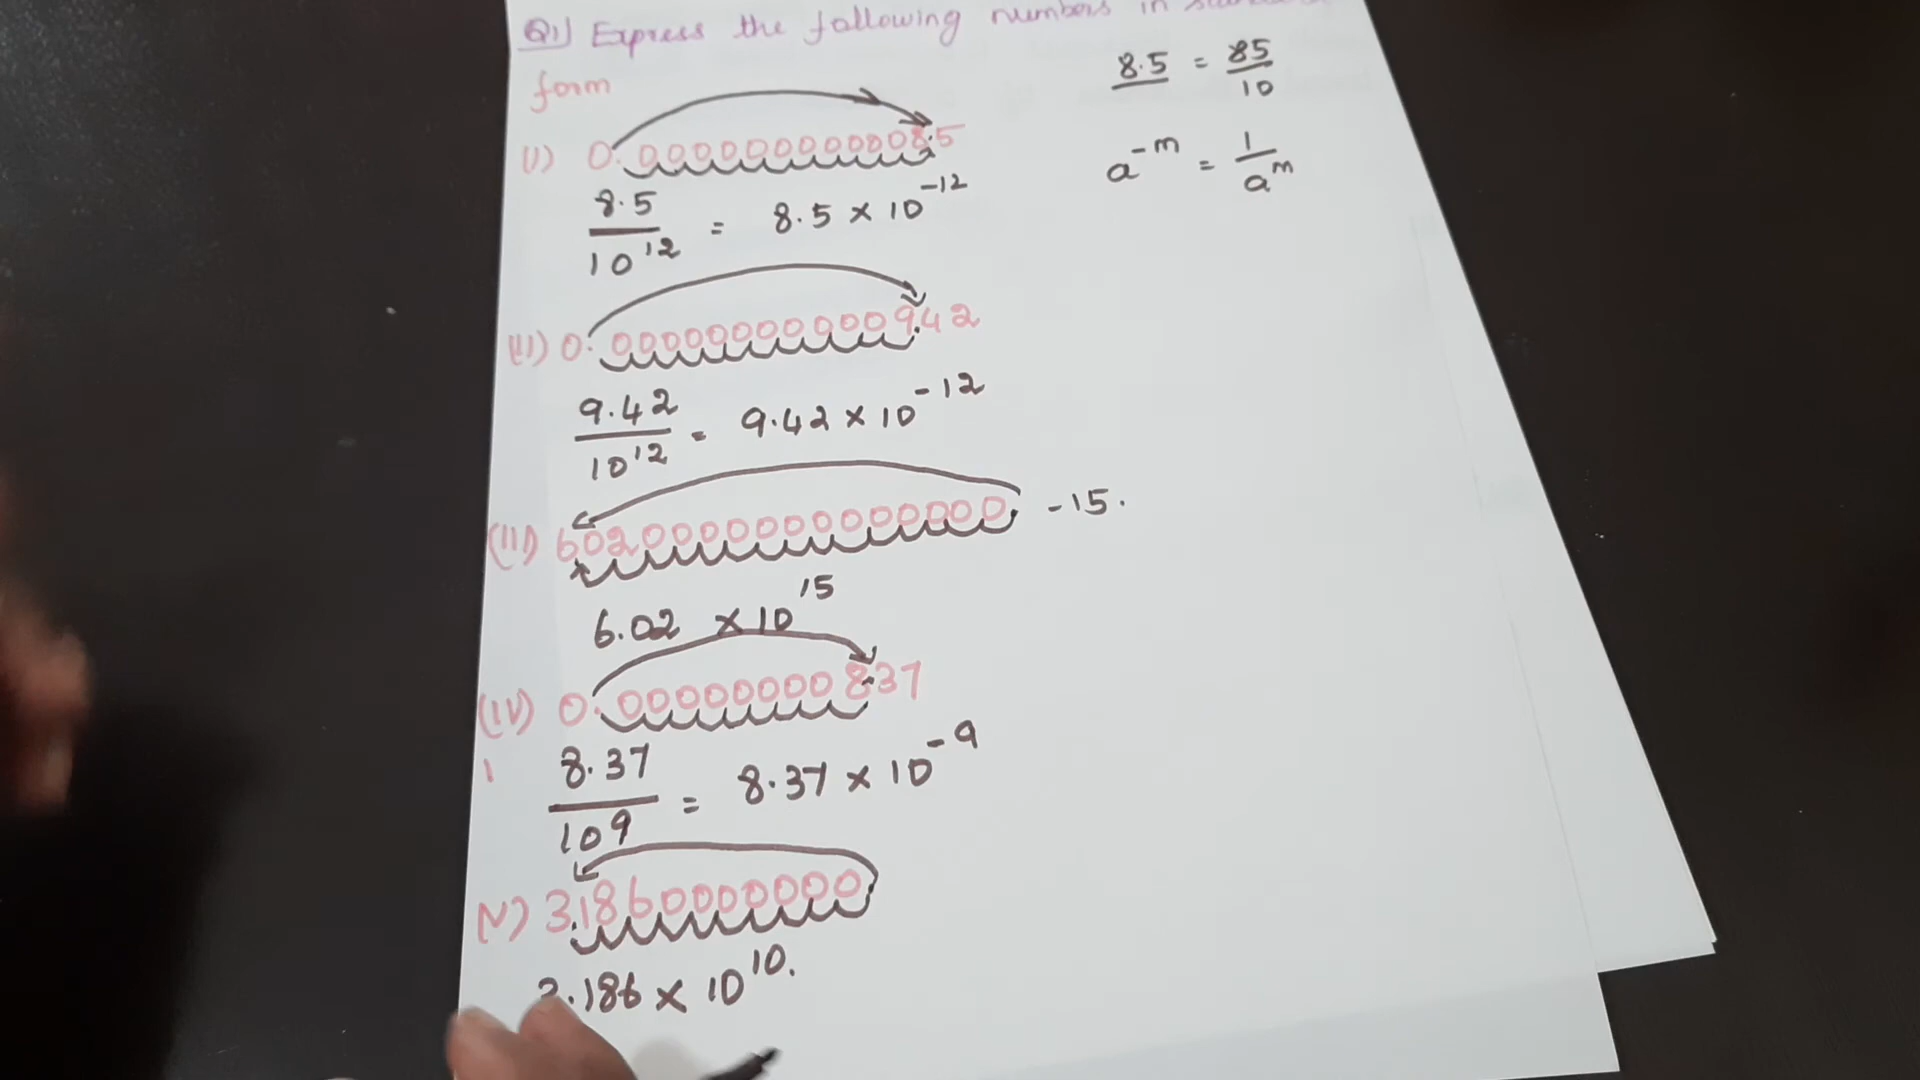 Q1) Express the following numbers in
form
8.5 = 85/10
a^-m = 1/a^m
(I) 0.0000000000085
8.5/10^12 = 8.5 × 10^-12
(II) 0.00000000000942
9.42/10^12 = 9.42 × 10^-12
(III) 6020000000000000. -15.
6.02 × 10^15
(IV) 0.00000000837
8.37/10^9 = 8.37 × 10^-9
(V) 31860000000
3.186 × 10^10.